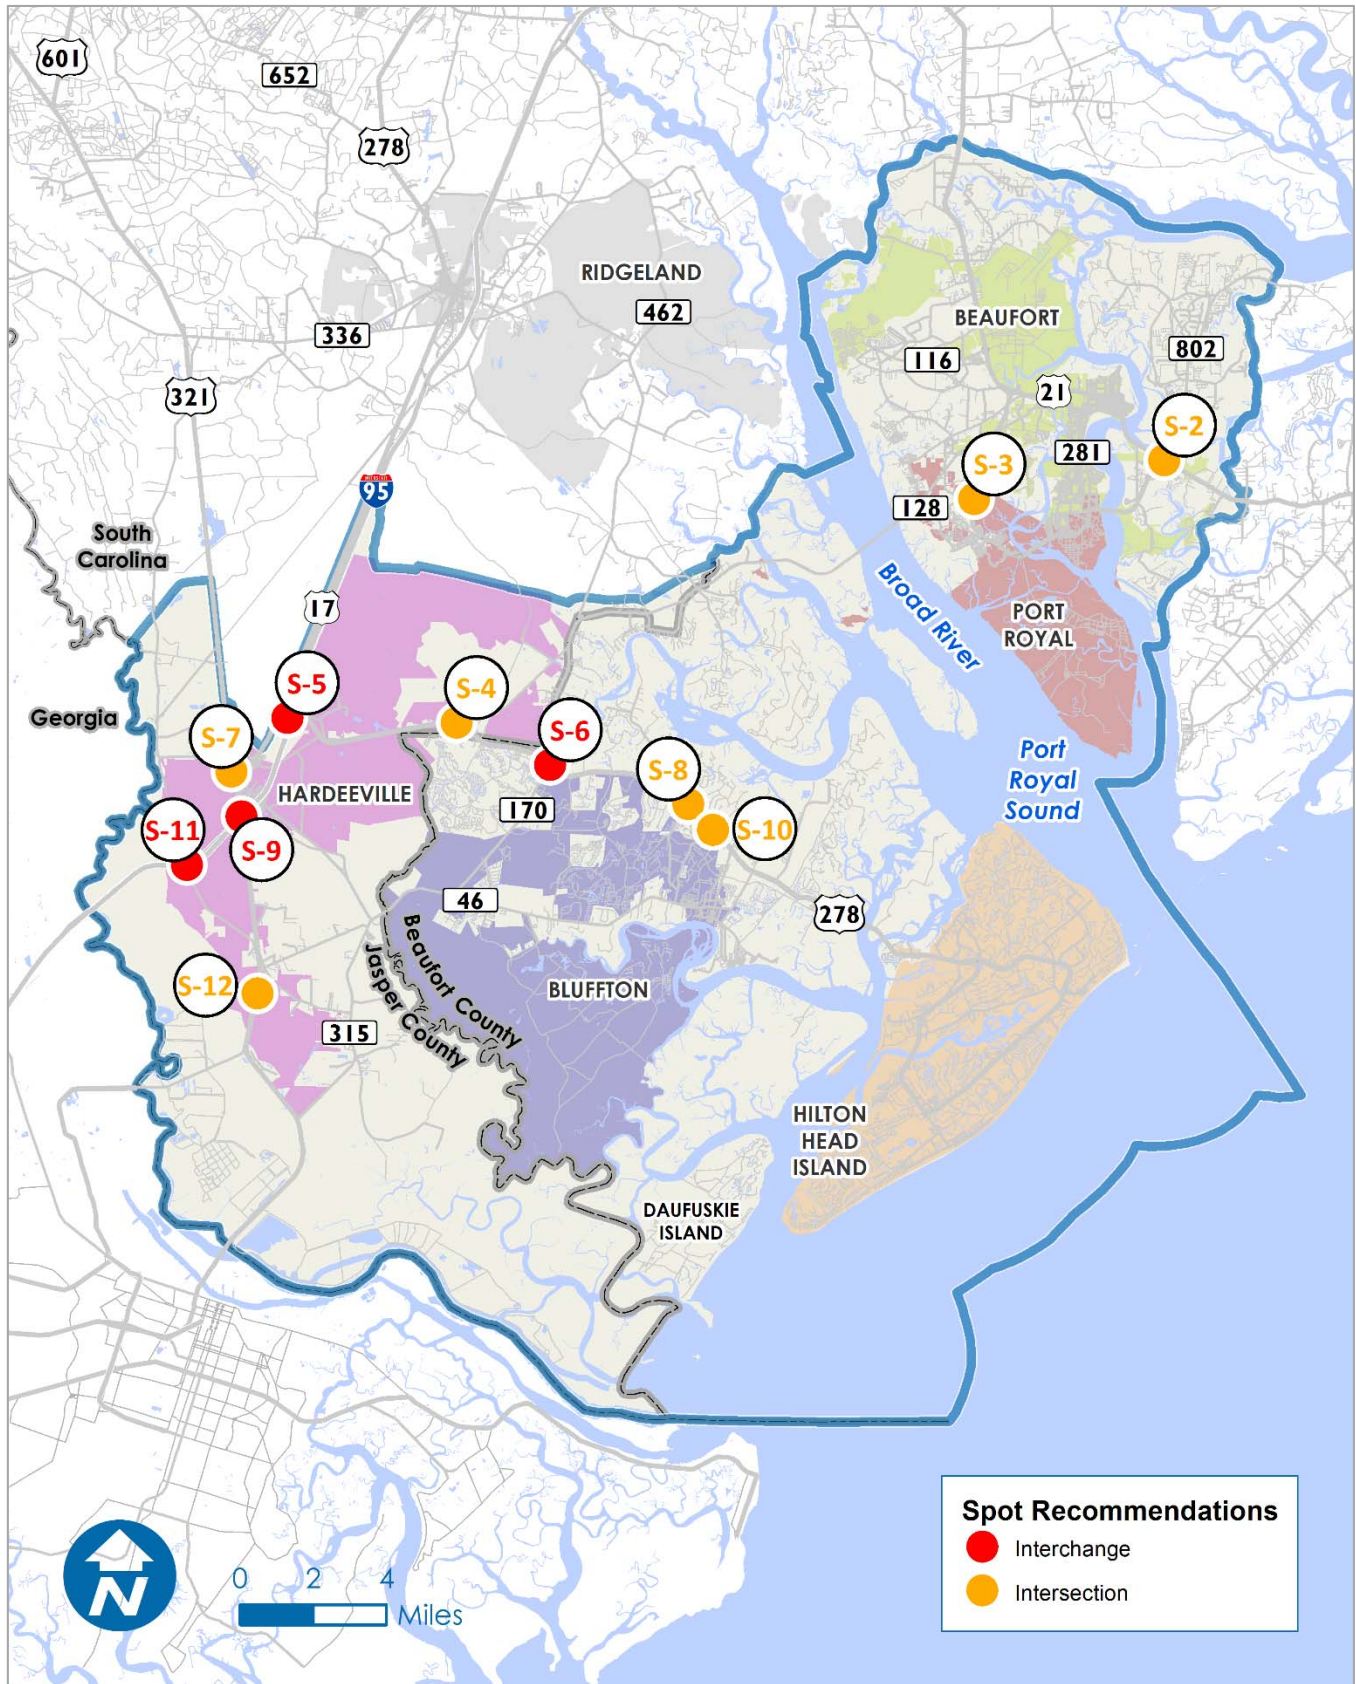 601
652
278
RIDGELAND
462
336
321
BEAUFORT
116
802
21
S-2
281
S-3
128
INTERSTATE
95
South
Carolina
Broad River
PORT
ROYAL
17
S-5
S-4
Georgia
S-7
S-6
Port
Royal
Sound
S-8
HARDEEVILLE
170
S-11
S-10
S-9
46
278
Beaufort County
Jasper County
S-12
BLUFFTON
315
HILTON
HEAD
ISLAND
DAUFUSKIE
ISLAND
N
0 2 4
Miles
Spot Recommendations
Interchange
Intersection